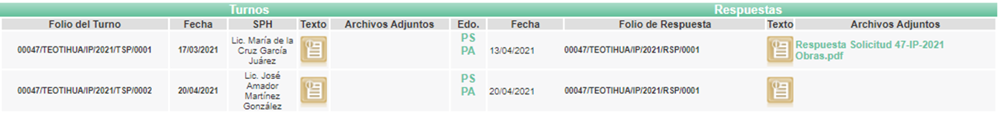 Turnos Respuestas
Folio del Turno Fecha SPH Texto Archivos Adjuntos Edo. Fecha Folio de Respuesta Texto Archivos Adjuntos
00047/TEOTIHUA/IP/2021/TSP/0001 17/03/2021 Lic. María de la Cruz García Juárez PS PA 13/04/2021 00047/TEOTIHUA/IP/2021/RSP/0001 Respuesta Solicitud 47-IP-2021 Obras.pdf
00047/TEOTIHUA/IP/2021/TSP/0002 20/04/2021 Lic. José Amador Martínez González PS PA 20/04/2021 00047/TEOTIHUA/IP/2021/RSP/0001